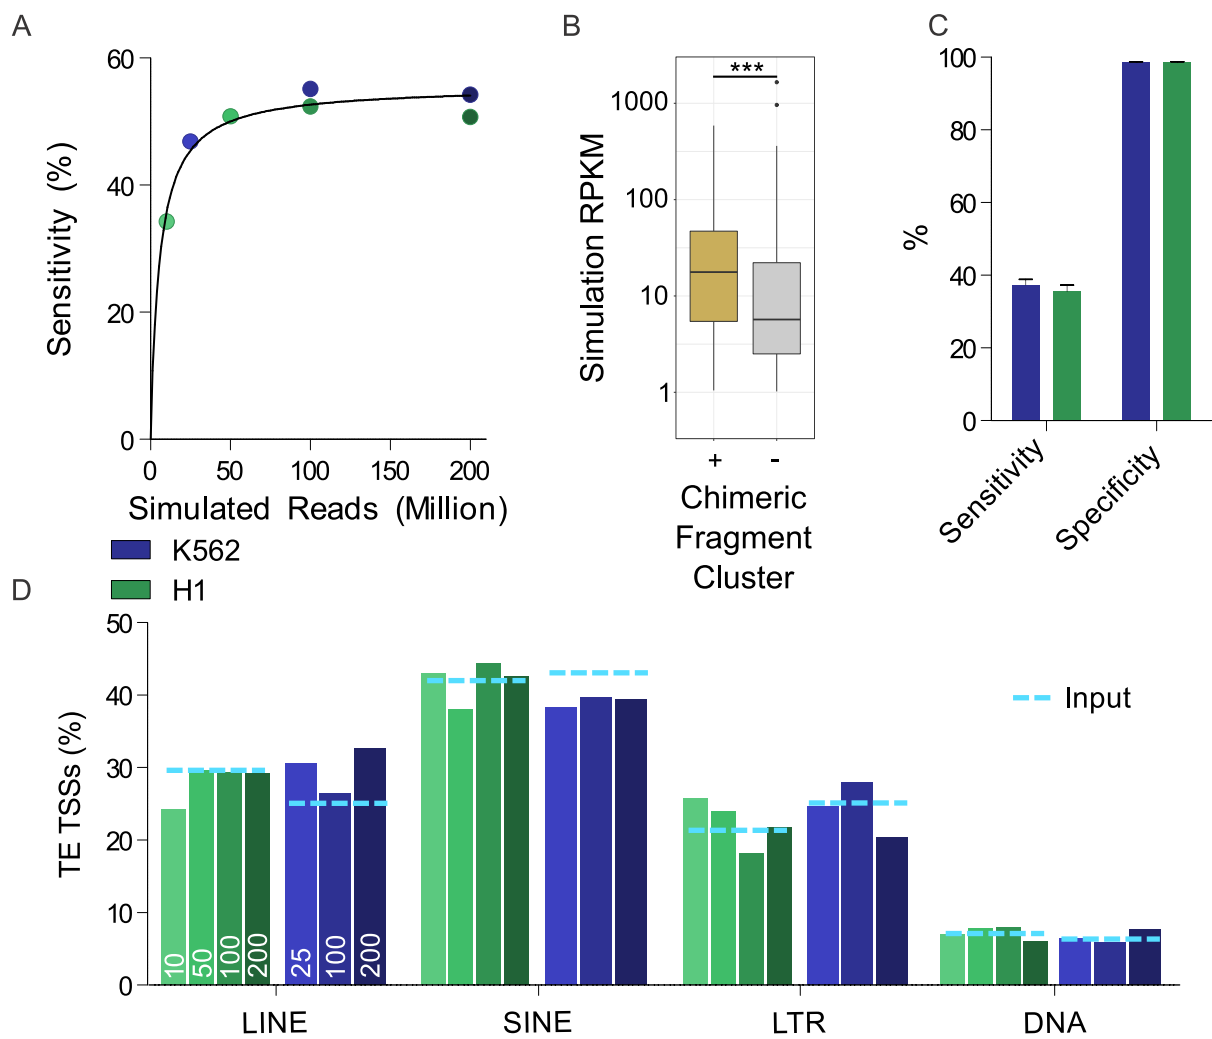 A
60
40
20
0
Sensitivity (%)
0
50
100
150
200
Simulated Reads (Million)
K562
H1
B
***
1000
100
10
1
Simulation RPKM
+
-
Chimeric
Fragment
Cluster
C
100
80
60
40
20
0
%
Sensitivity
Specificity
D
50
40
30
20
10
0
TE TSSs (%)
10
50
100
200
25
100
200
Input
LINE
SINE
LTR
DNA